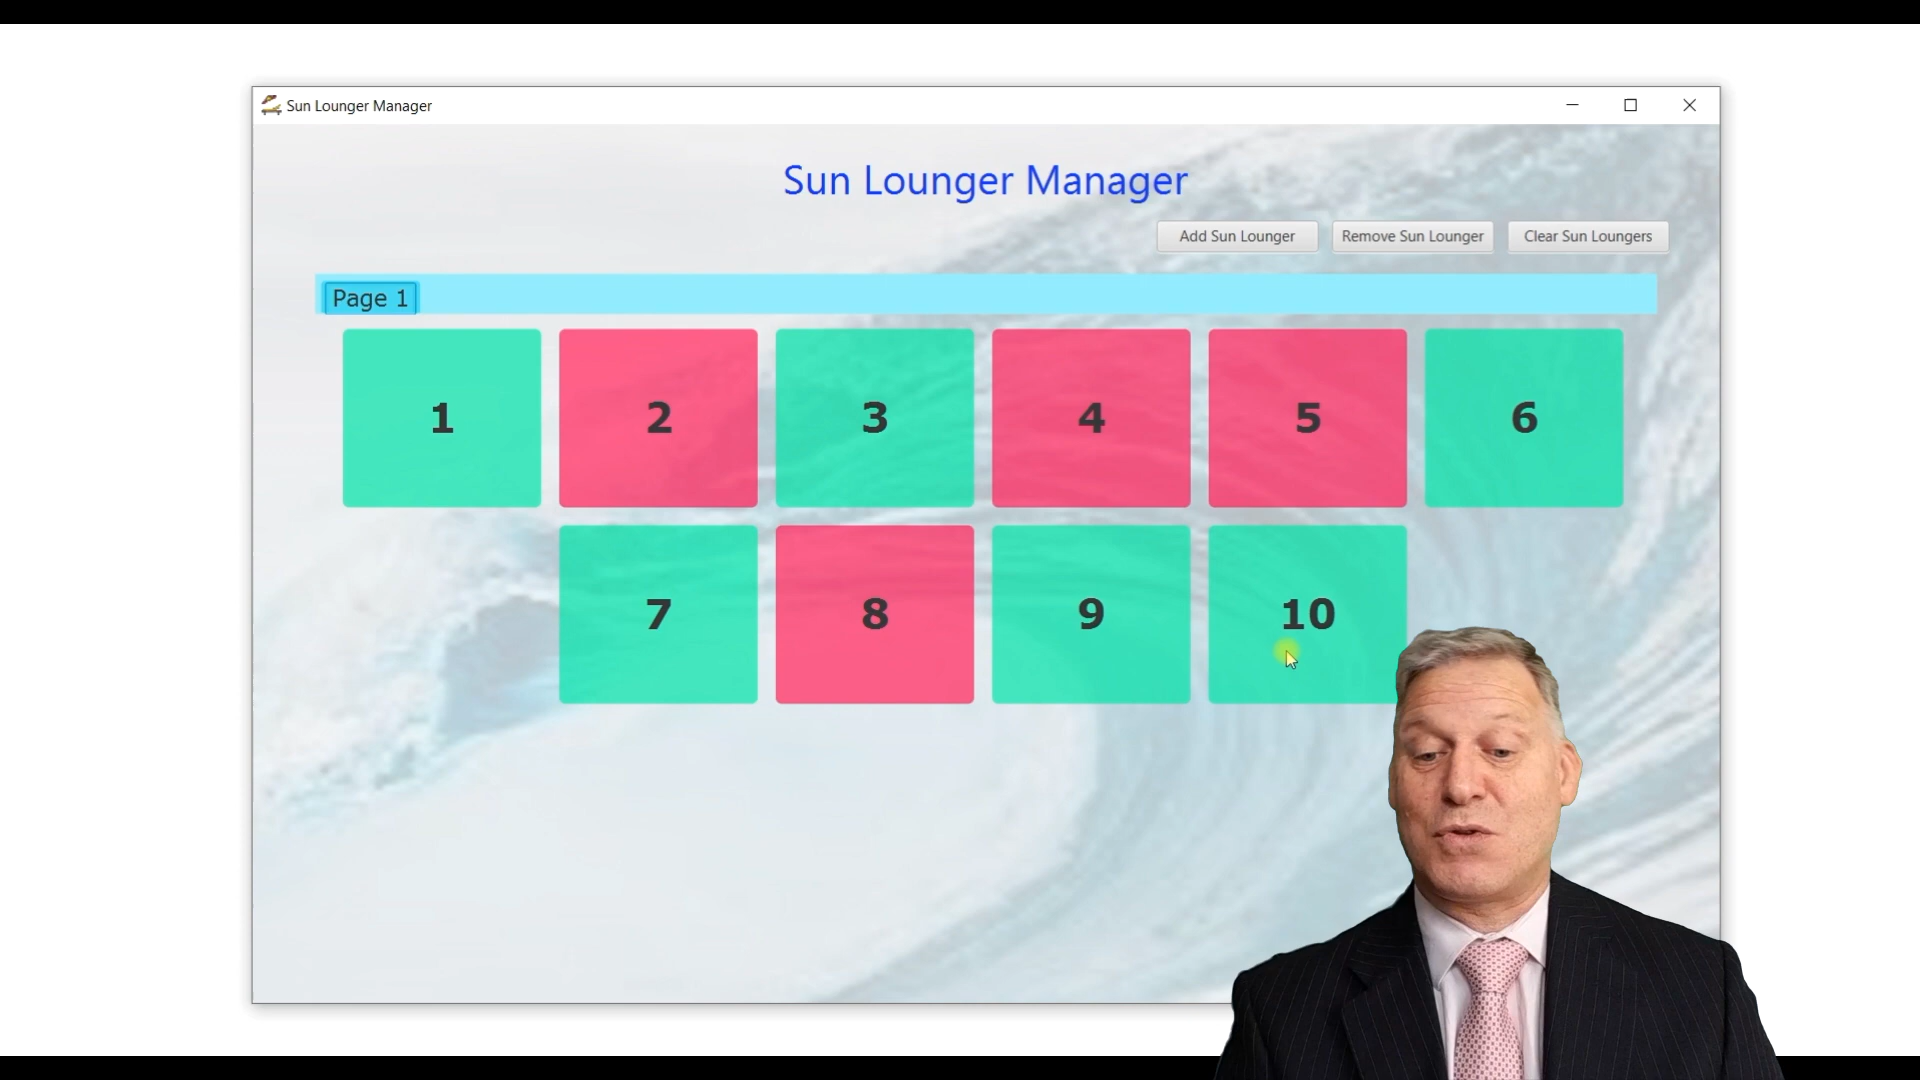 Sun Lounger Manager
Sun Lounger Manager
Add Sun Lounger Remove Sun Lounger Clear Sun Loungers
Page 1
1 2 3 4 5 6
7 8 9 10